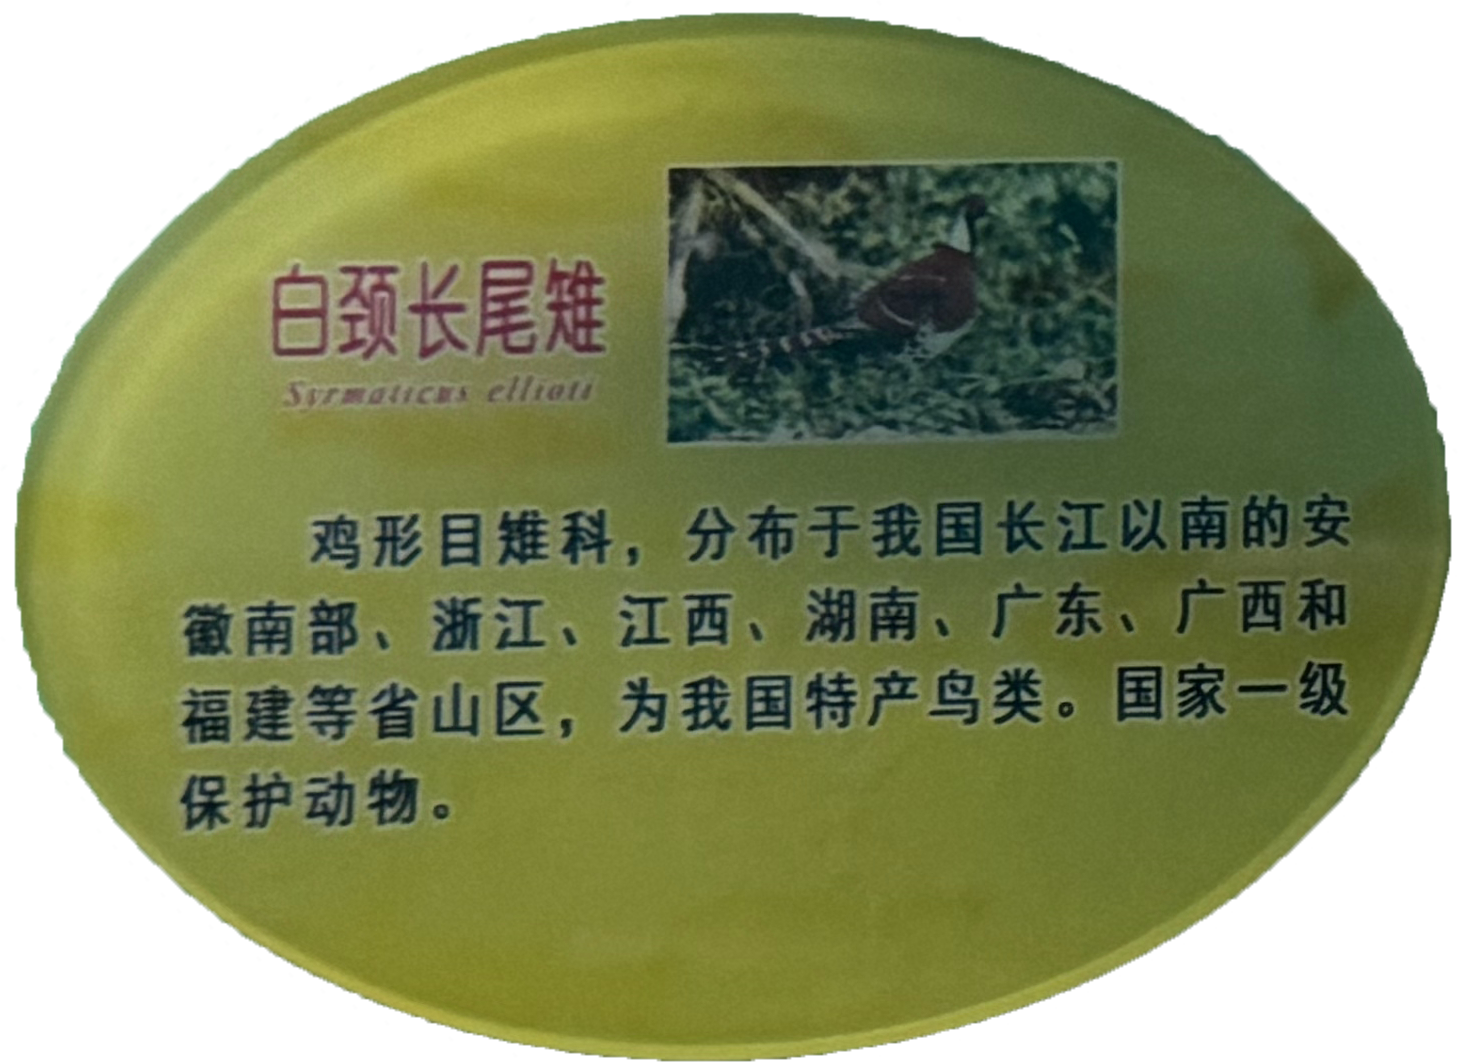 白颈长尾雉
Syrmaticus ellioti
鸡形目雉科，分布于我国长江以南的安
徽南部、浙江、江西、湖南、广东、广西和
福建等省山区，为我国特产鸟类。国家一级
保护动物。